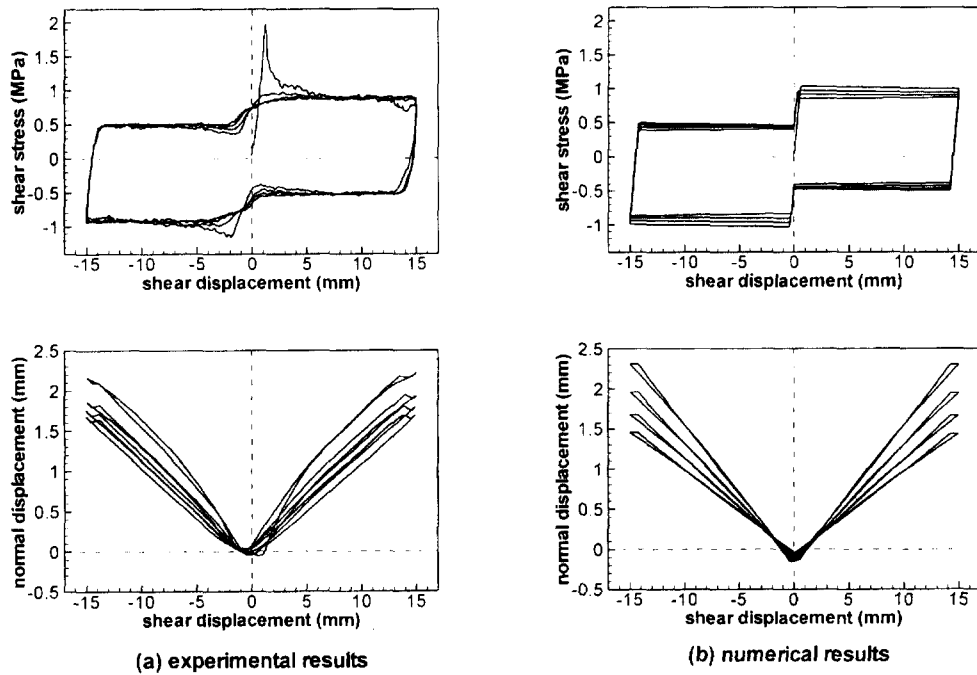 shear stress (MPa)
2
1.5
1
0.5
0
-0.5
-1
-15 -10 -5 0 5 10 15
shear displacement (mm)
shear stress (MPa)
2
1.5
1
0.5
0
-0.5
-1
-15 -10 -5 0 5 10 15
shear displacement (mm)
normal displacement (mm)
2.5
2
1.5
1
0.5
0
-0.5
-15 -10 -5 0 5 10 15
shear displacement (mm)
normal displacement (mm)
2.5
2
1.5
1
0.5
0
-0.5
-15 -10 -5 0 5 10 15
shear displacement (mm)
(a) experimental results
(b) numerical results